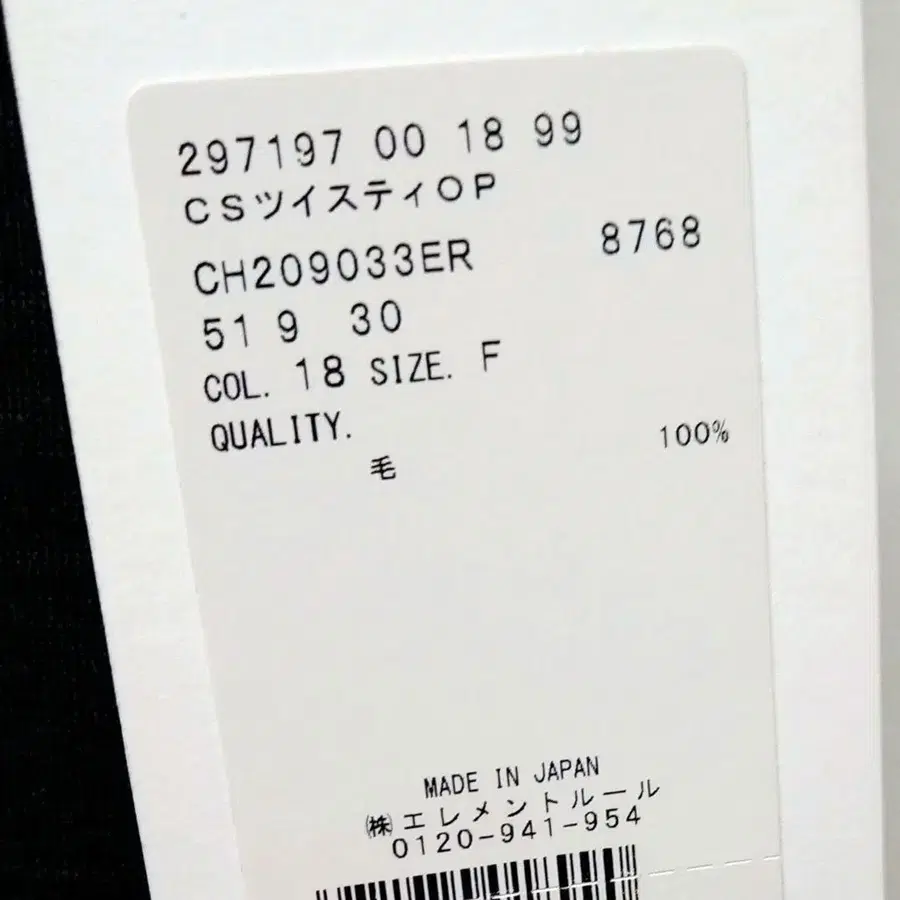 297197 00 18 99
CSツイスティOP
CH209033ER 8768
51 9 30
COL. 18 SIZE. F
QUALITY.
毛 100%
MADE IN JAPAN
㈱エレメントルール
0120-941-954